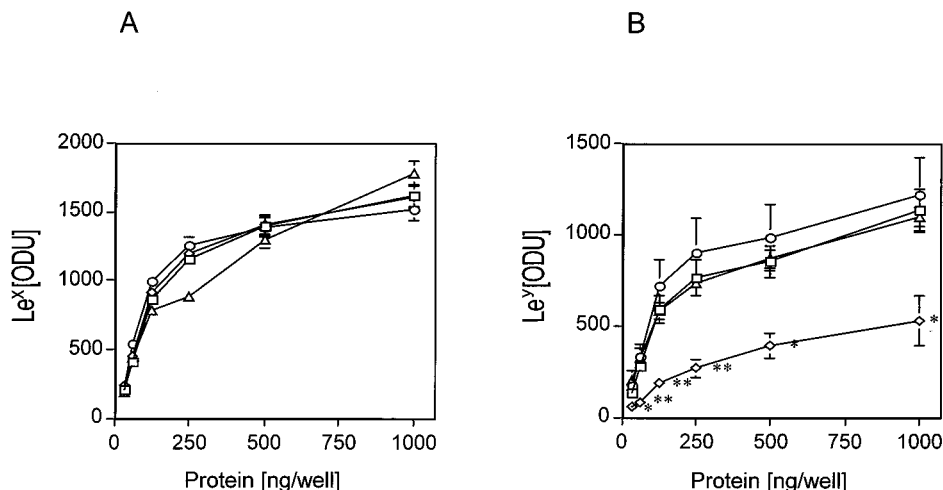 A
B
Le^x[ODU]
2000
1500
1000
500
0
0 250 500 750 1000
Protein [ng/well]
Le^y[ODU]
1500
1000
500
0
* ** ** ** * *
0 250 500 750 1000
Protein [ng/well]